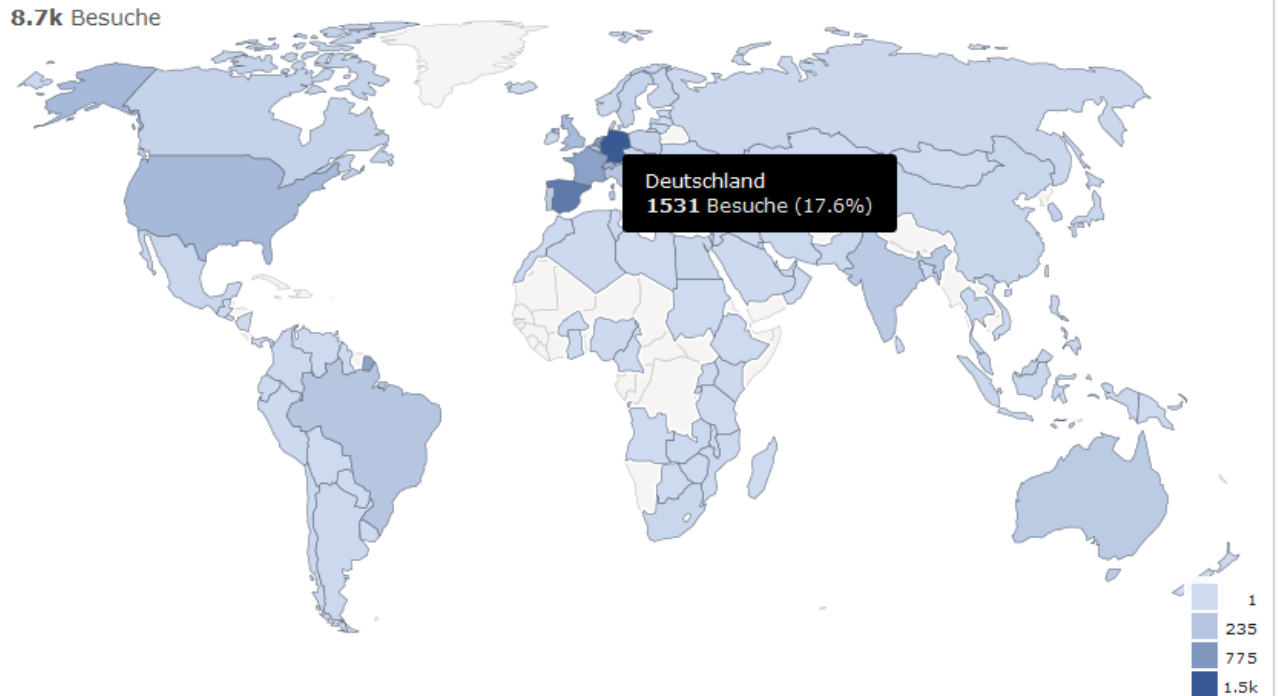 8.7k Besuche
Deutschland
1531 Besuche (17.6%)
1
235
775
1.5k